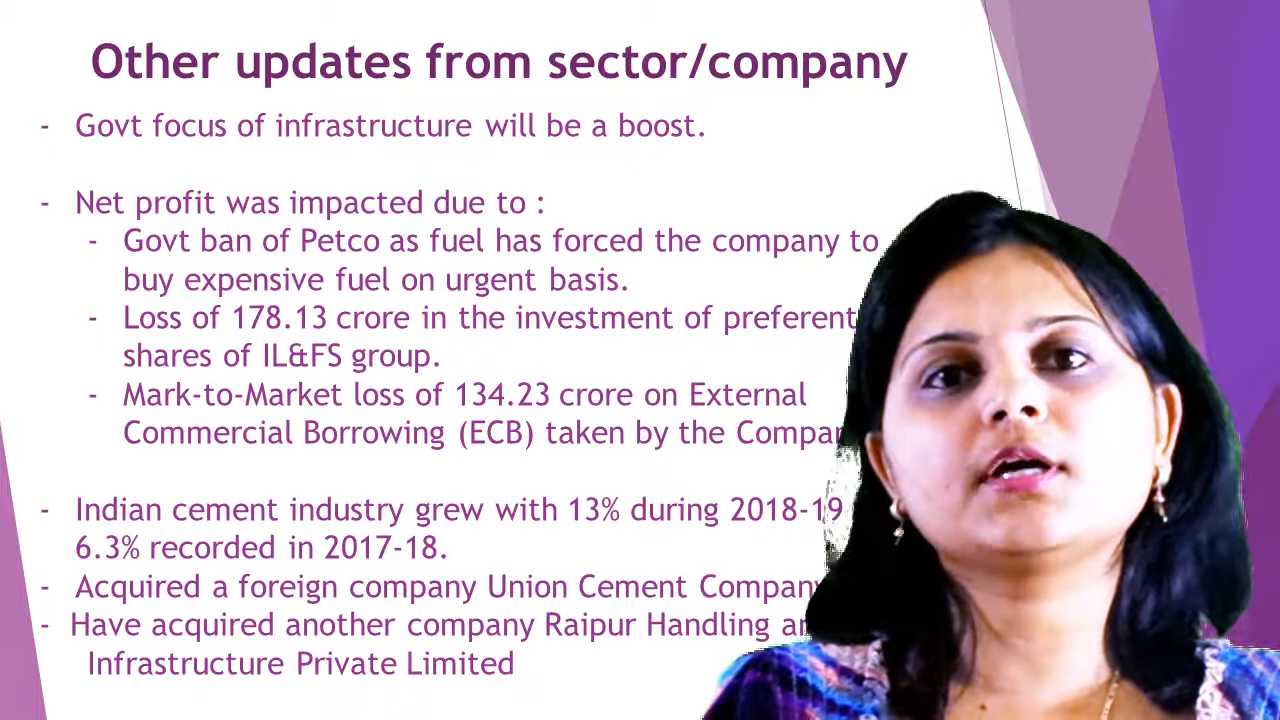 Other updates from sector/company
- Govt focus of infrastructure will be a boost.
- Net profit was impacted due to :
- Govt ban of Petco as fuel has forced the company to
buy expensive fuel on urgent basis.
- Loss of 178.13 crore in the investment of preferent
shares of IL&FS group.
- Mark-to-Market loss of 134.23 crore on External
Commercial Borrowing (ECB) taken by the Compan
- Indian cement industry grew with 13% during 2018-19
6.3% recorded in 2017-18.
- Acquired a foreign company Union Cement Company
- Have acquired another company Raipur Handling an
Infrastructure Private Limited